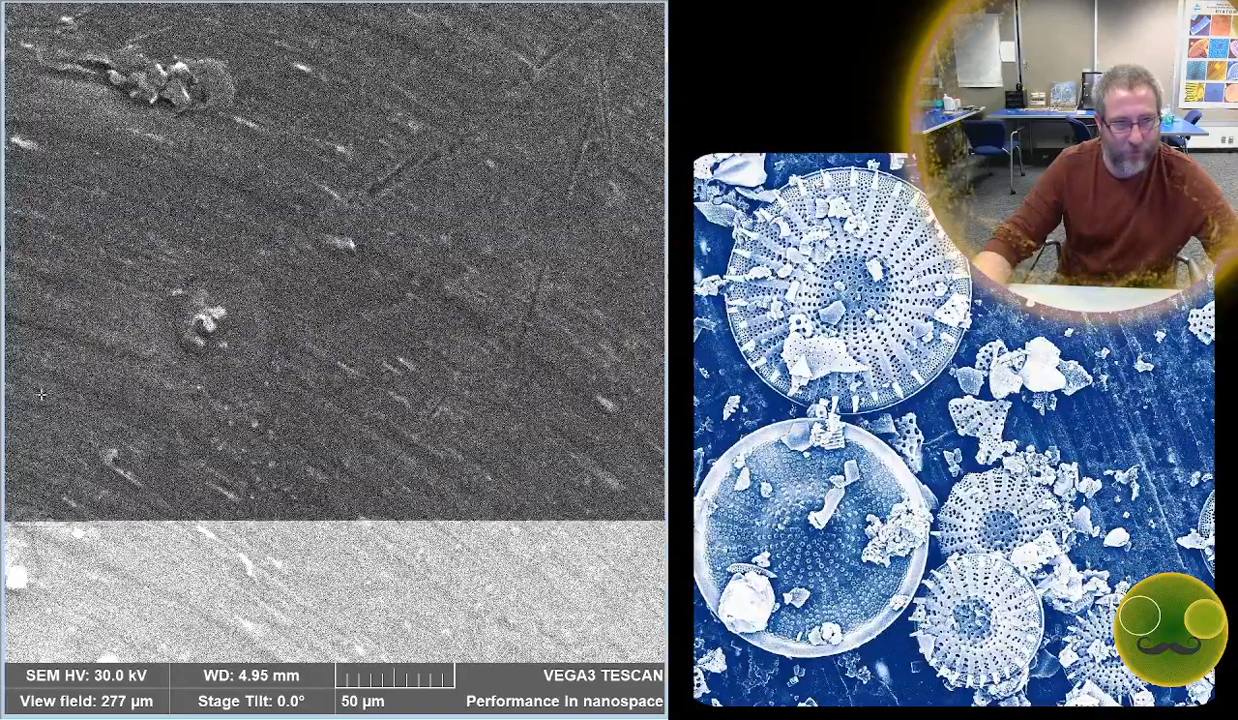 SEM HV: 30.0 kV
WD: 4.95 mm
VEGA3 TESCAN
View field: 277 µm
Stage Tilt: 0.0°
50 µm
Performance in nanospace